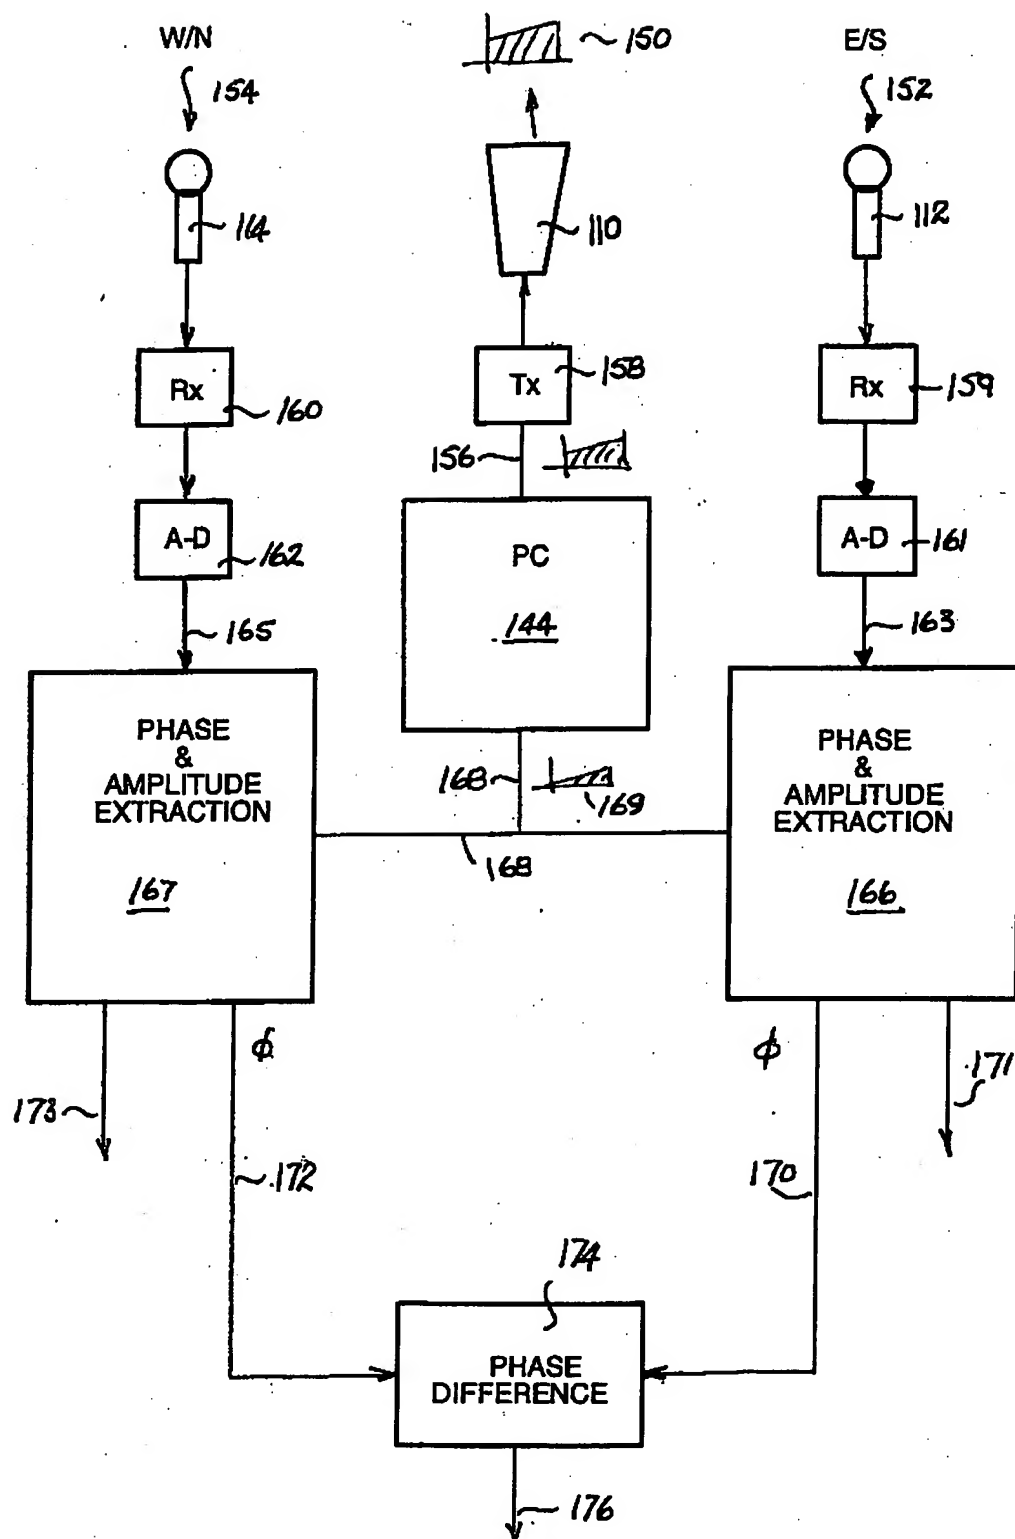 W/N
150
E/S
154
152
114
110
112
Rx
160
Tx
158
Rx
159
156
A-D
162
PC
144
A-D
161
165
163
PHASE
&
AMPLITUDE
EXTRACTION
167
168
169
168
PHASE
&
AMPLITUDE
EXTRACTION
166
ϕ
ϕ
173
171
172
170
174
PHASE
DIFFERENCE
176